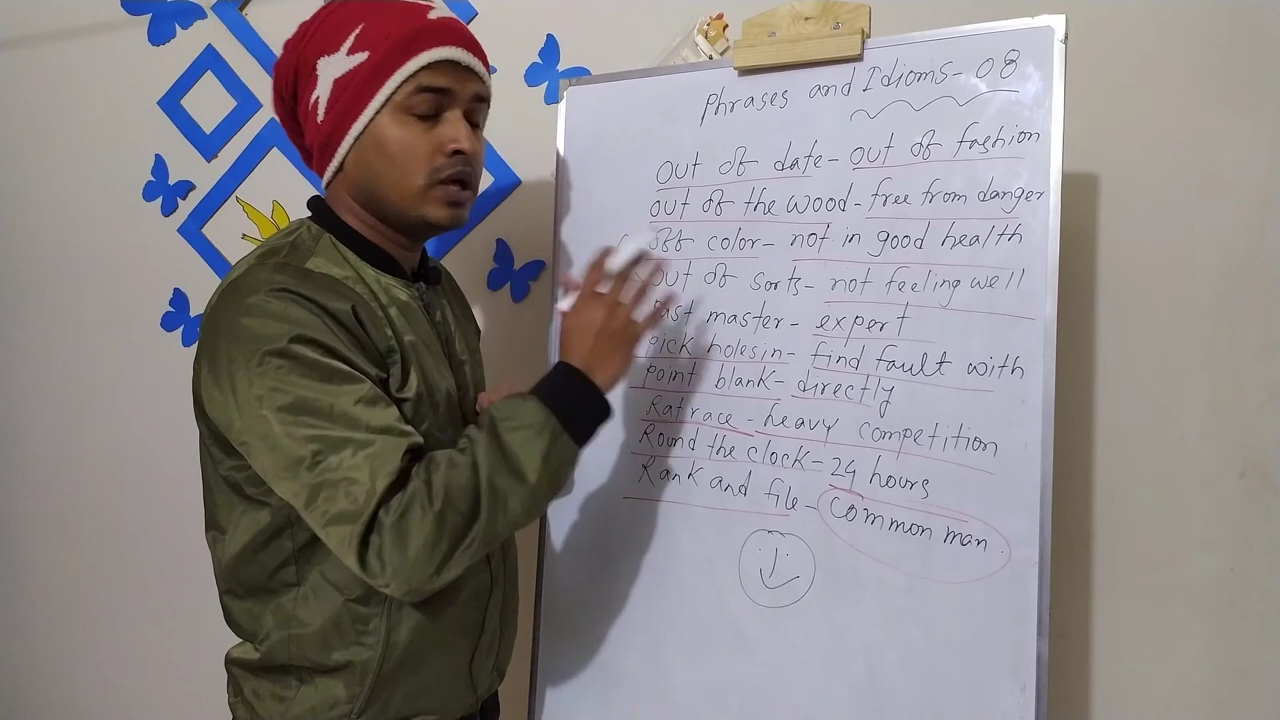 Phrases and Idioms- 08
out of date- out of fashion
out of the wood- free from danger
off color- not in good health
out of sorts- not feeling well
master- expert
Pick holes in- find fault with
Point blank- directly
Rat race- heavy competition
Round the clock- 24 hours
Rank and file- Common man.